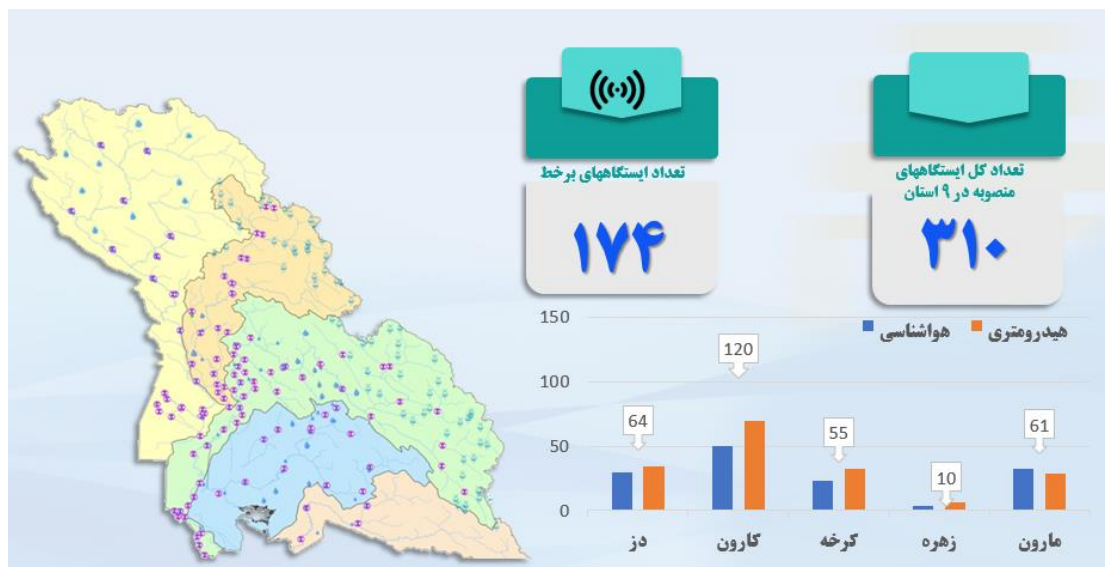 تعداد کل ایستگاههای
منصوبه در ۹ استان
۳۱۰
تعداد ایستگاههای برخط
۱۷۴
هیدرومتری
هواشناسی
150
100
50
0
64
120
55
10
61
دز
کارون
کرخه
زهره
مارون